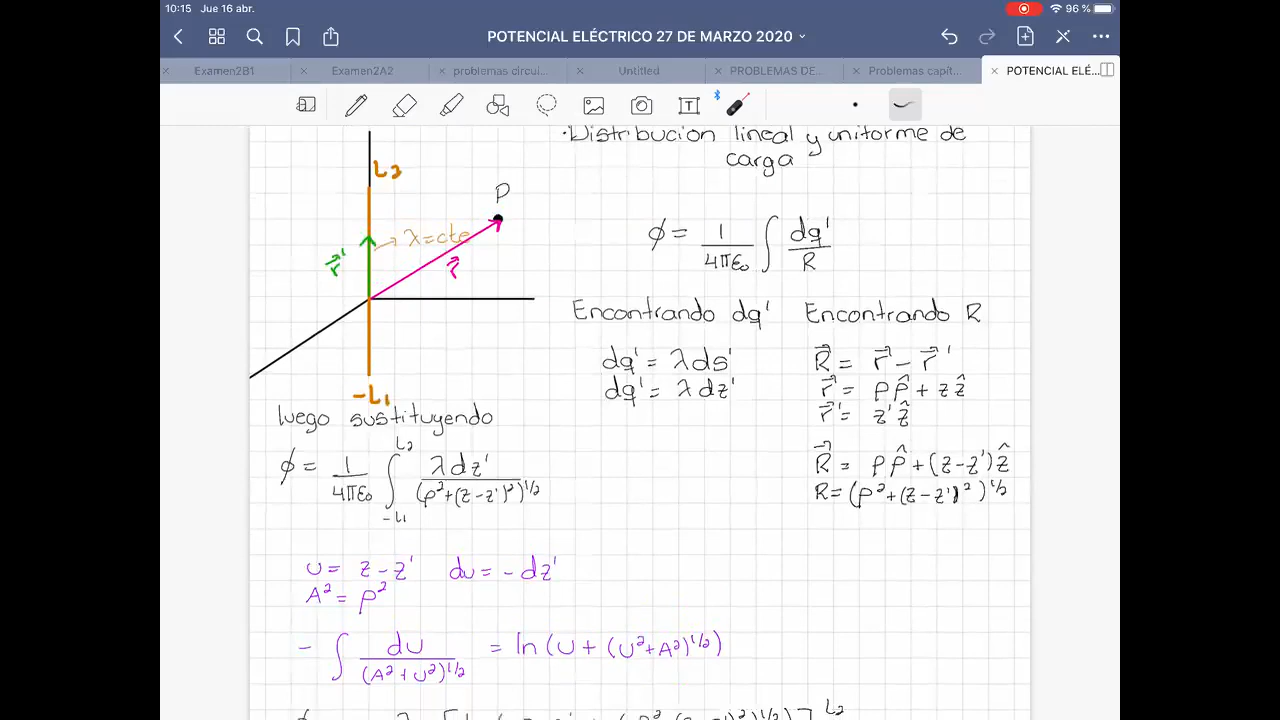 10:15 Jue 16 abr.
96 %
POTENCIAL ELÉCTRICO 27 DE MARZO 2020
Examen2B1
Examen2A2
problemas circui...
Untitled
PROBLEMAS DE...
Problemas capít...
POTENCIAL ELÉ...
·Distribución lineal y uniforme de
carga
L₂
P
λ=cte
r⃗'
r⃗
-L₁
ϕ = 1/4πε₀ ∫ dq'/R
Encontrando dq'
dq' = λ ds'
dq' = λ dz'
Encontrando R
R⃗ = r⃗ - r⃗'
r⃗ = ρρ̂ + zẑ
r⃗' = z'ẑ
R⃗ = ρρ̂ + (z-z')ẑ
R = (ρ²+(z-z')²)^1/2
luego sustituyendo
ϕ = 1/4πε₀ ∫_{-L₁}^{L₂} λdz'/(ρ²+(z-z')²)^1/2
U = z - z' du = - dz'
A² = ρ²
- ∫ du/(A²+U²)^1/2 = ln (U + (U²+A²)^1/2)